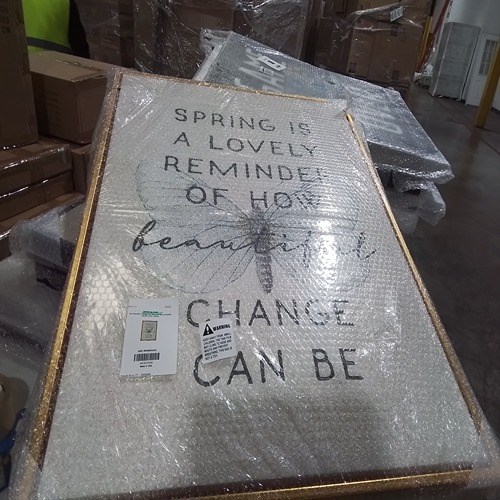 SPRING IS
A LOVELY
REMINDER
OF HOW
beautiful
CHANGE
CAN BE
WARNING